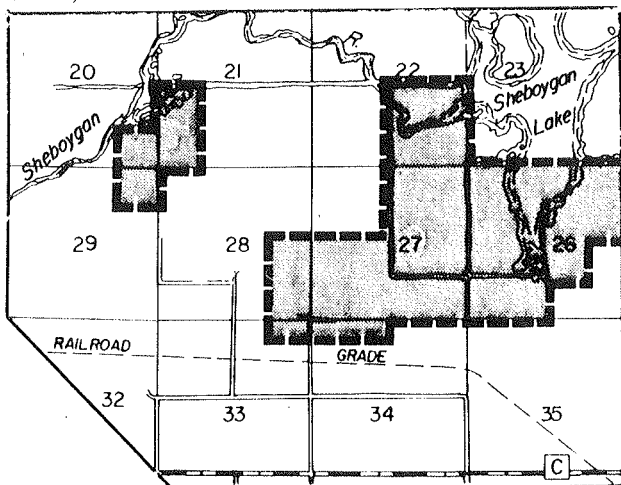 20 21 22 23
Sheboygan
Lake
Sheboygan
29 28 27 26
RAILROAD GRADE
32 33 34 35
C